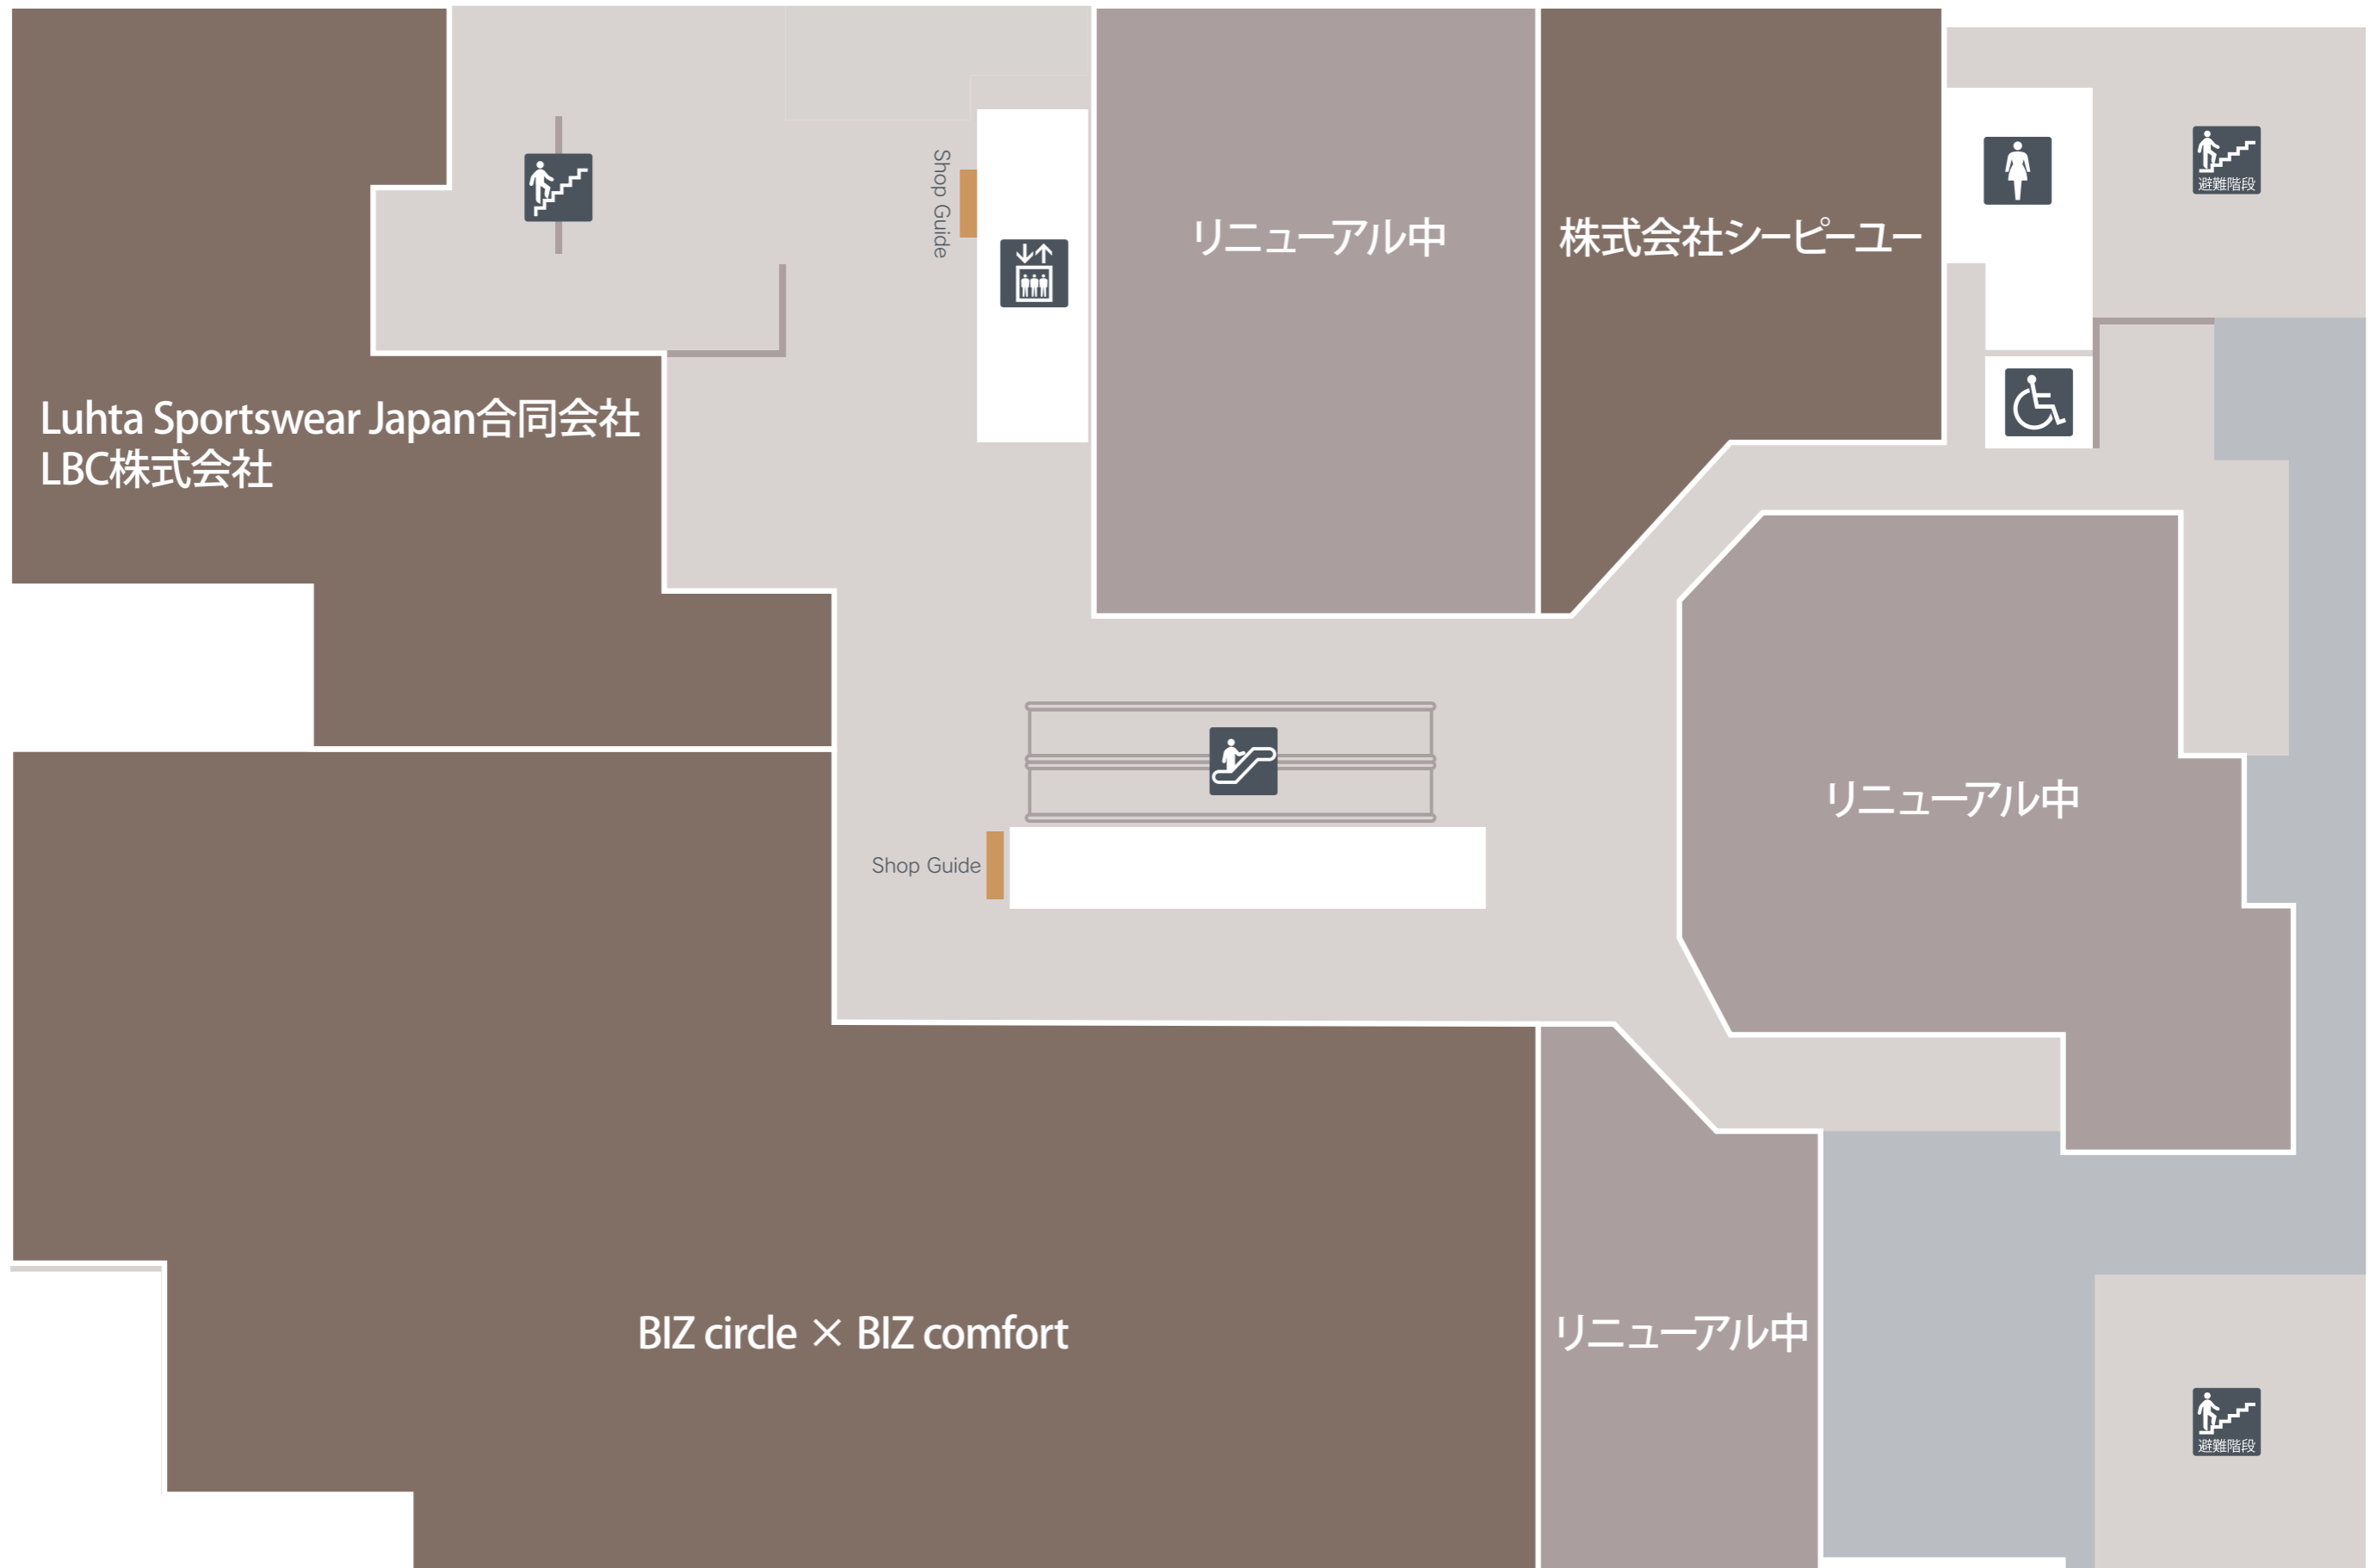 避難階段
Shop Guide
リニューアル中
株式会社シーピーユー
Luhta Sportswear Japan合同会社
LBC株式会社
リニューアル中
Shop Guide
BIZ circle × BIZ comfort
リニューアル中
避難階段